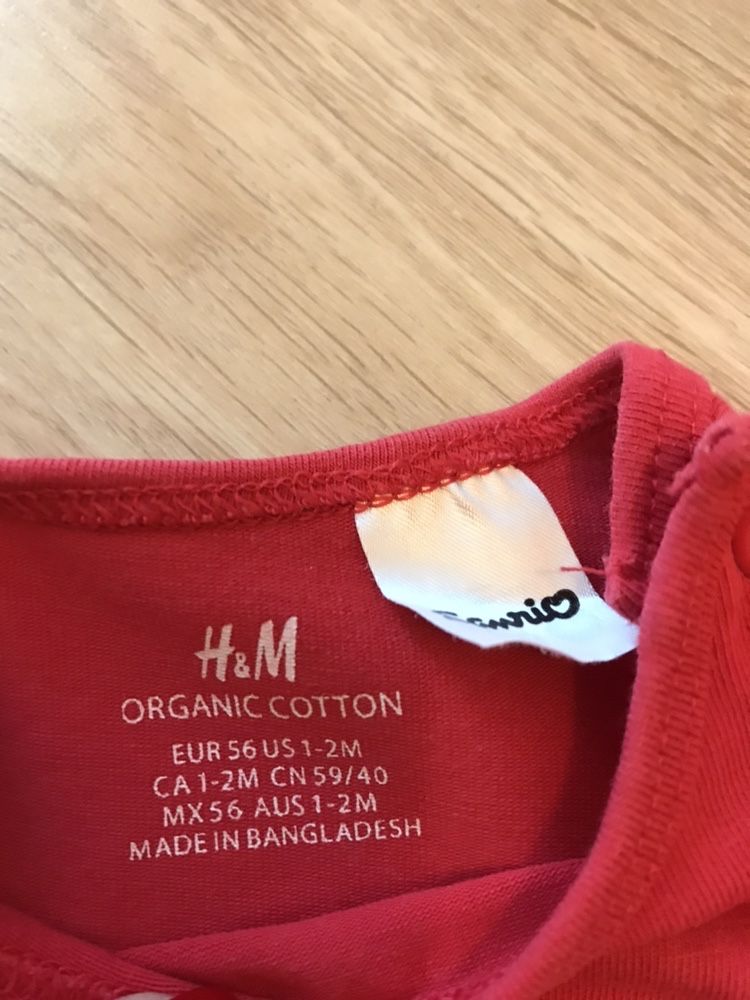 Sanrio
H&M
ORGANIC COTTON
EUR 56 US 1-2M
CA 1-2M CN 59/40
MX 56 AUS 1-2M
MADE IN BANGLADESH